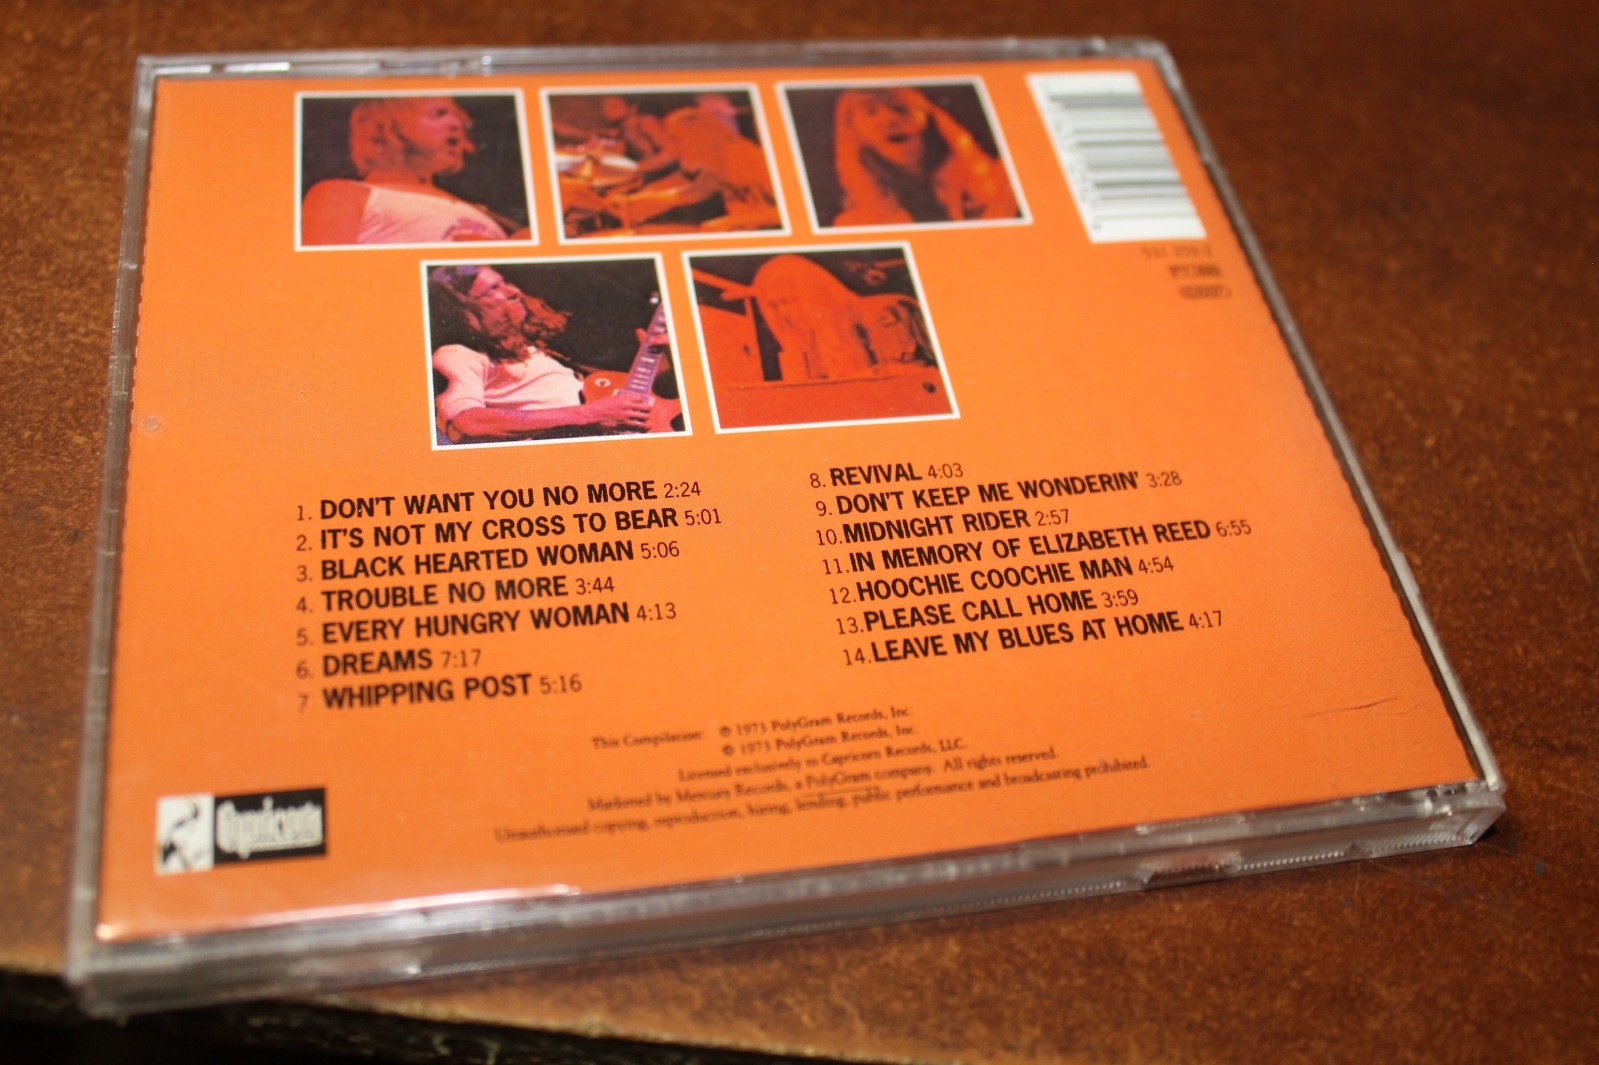 531 259-2
1. DON'T WANT YOU NO MORE 2:24
2. IT'S NOT MY CROSS TO BEAR 5:01
3. BLACK HEARTED WOMAN 5:06
4. TROUBLE NO MORE 3:44
5. EVERY HUNGRY WOMAN 4:13
6. DREAMS 7:17
7 WHIPPING POST 5:16
8. REVIVAL 4:03
9. DON'T KEEP ME WONDERIN' 3:28
10. MIDNIGHT RIDER 2:57
11. IN MEMORY OF ELIZABETH REED 6:55
12. HOOCHIE COOCHIE MAN 4:54
13. PLEASE CALL HOME 3:59
14. LEAVE MY BLUES AT HOME 4:17
This Compilation: ℗ 1973 PolyGram Records, Inc.
© 1973 PolyGram Records, Inc.
Licensed exclusively to Capricorn Records, LLC.
Marketed by Mercury Records, a PolyGram company. All rights reserved.
Unauthorised copying, reproduction, hiring, lending, public performance and broadcasting prohibited.
Capricorn